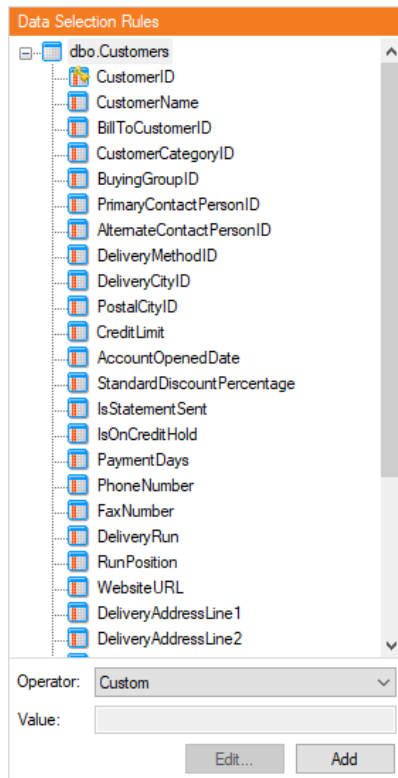 Data Selection Rules
dbo.Customers
CustomerID
CustomerName
BillToCustomerID
CustomerCategoryID
BuyingGroupID
PrimaryContactPersonID
AlternateContactPersonID
DeliveryMethodID
DeliveryCityID
PostalCityID
CreditLimit
AccountOpenedDate
StandardDiscountPercentage
IsStatementSent
IsOnCreditHold
PaymentDays
PhoneNumber
FaxNumber
DeliveryRun
RunPosition
WebsiteURL
DeliveryAddressLine1
DeliveryAddressLine2
Operator: Custom
Value:
Edit... Add